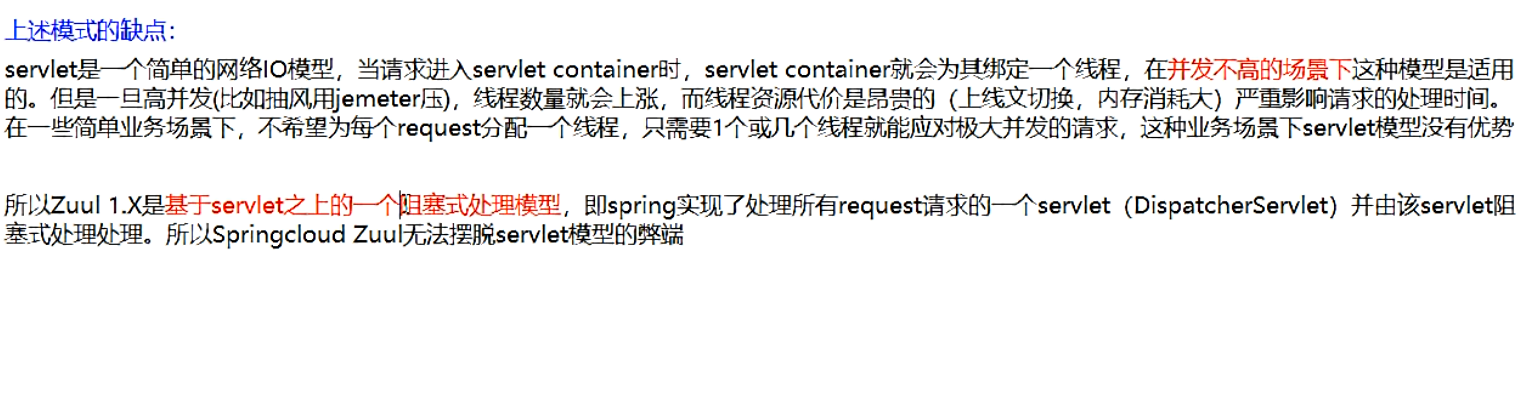 上述模式的缺点：
servlet是一个简单的网络IO模型，当请求进入servlet container时，servlet container就会为其绑定一个线程，在并发不高的场景下这种模型是适用
的。但是一旦高并发(比如抽风用jemeter压)，线程数量就会上涨，而线程资源代价是昂贵的（上线文切换，内存消耗大）严重影响请求的处理时间。
在一些简单业务场景下，不希望为每个request分配一个线程，只需要1个或几个线程就能应对极大并发的请求，这种业务场景下servlet模型没有优势
所以Zuul 1.X是基于servlet之上的一个阻塞式处理模型，即spring实现了处理所有request请求的一个servlet（DispatcherServlet）并由该servlet阻
塞式处理处理。所以Springcloud Zuul无法摆脱servlet模型的弊端